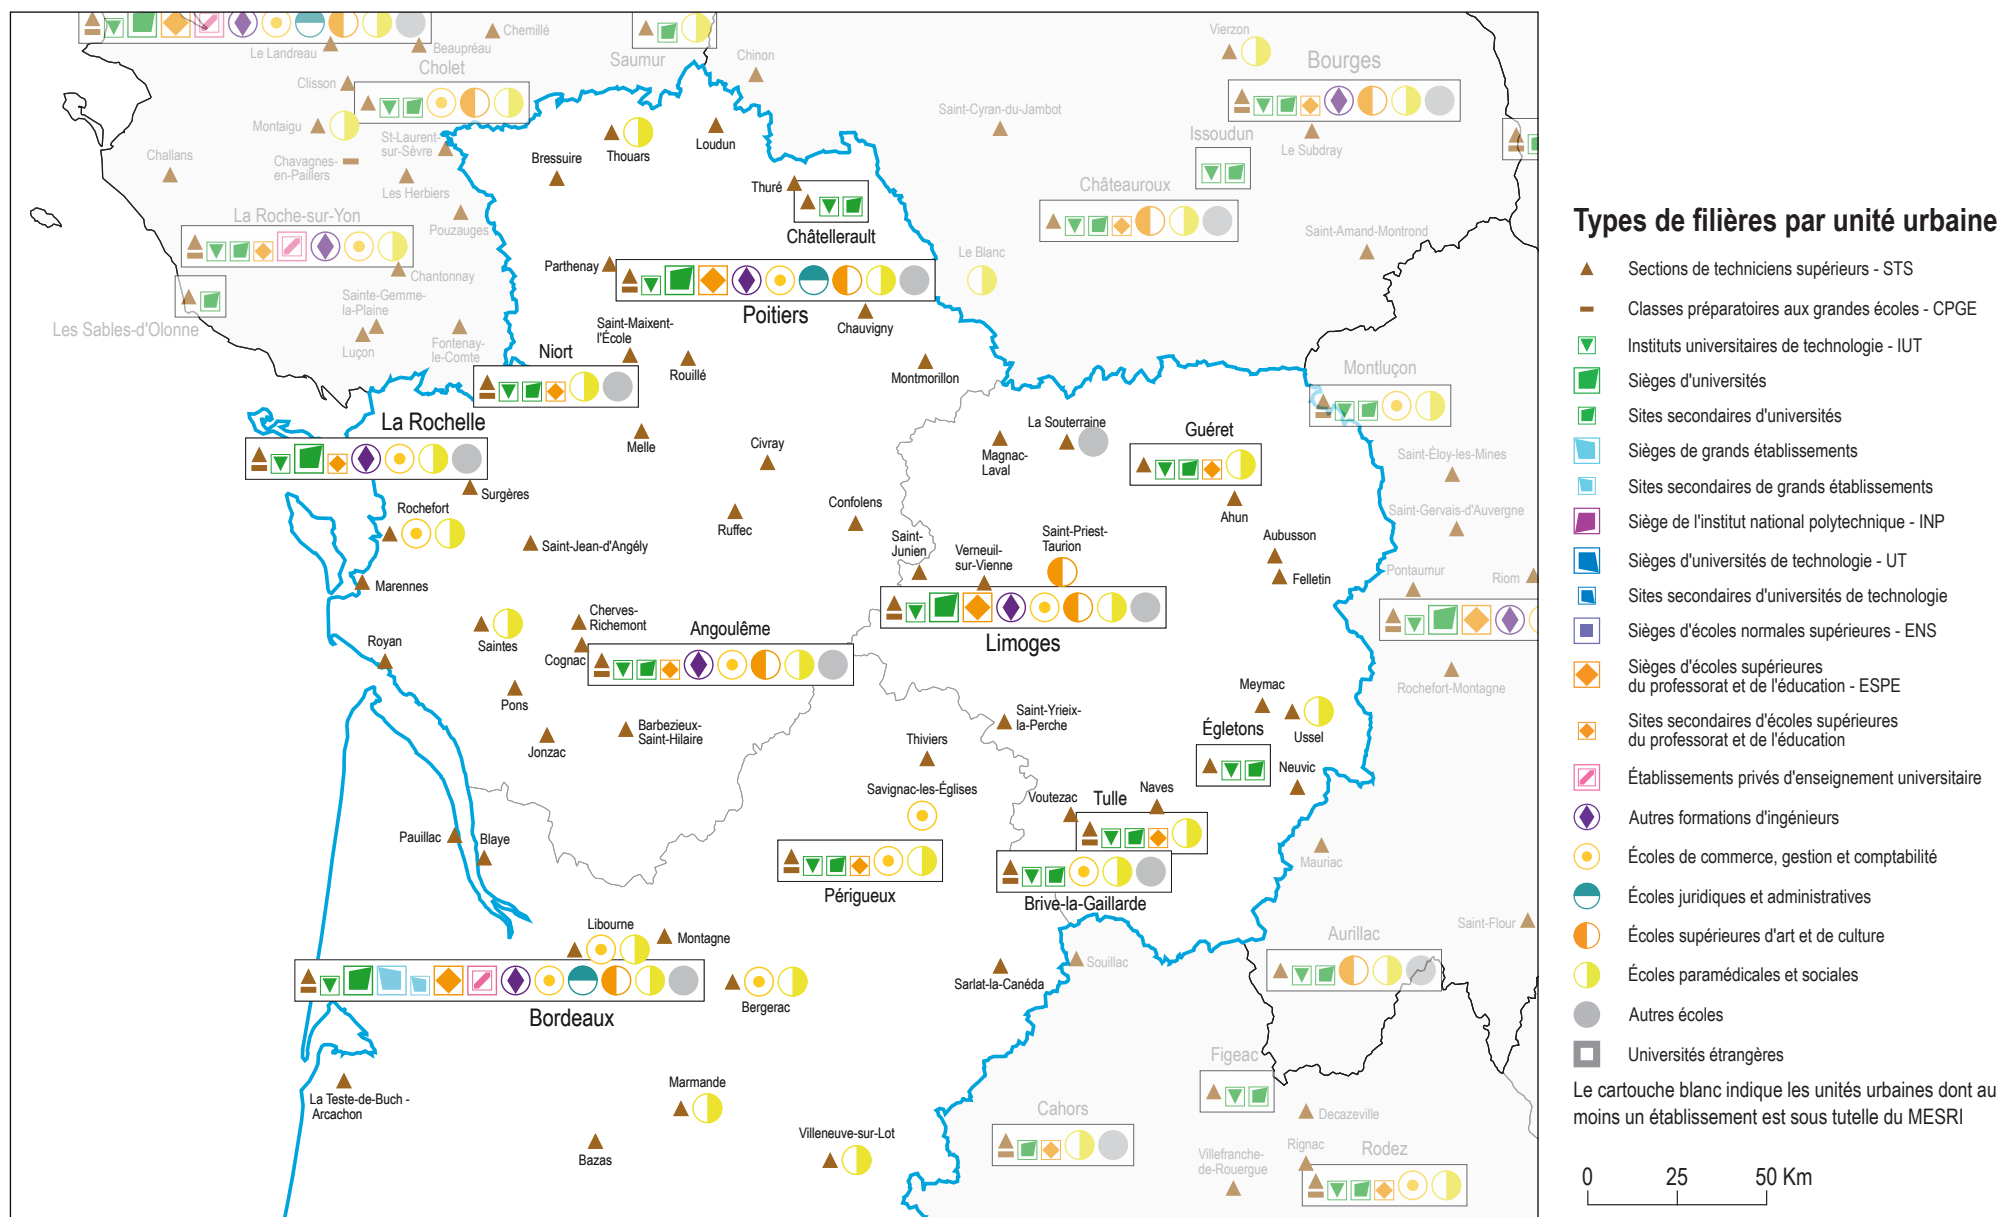 Le Landreau
Beaupréau
Chemillé
Saumur
Chinon
Vierzon
Bourges
Clisson
Cholet
Montaigu
St-Laurent-
sur-Sèvre
Saint-Cyran-du-Jambot
Issoudun
Le Subdray
Challans
Chavagnes-
en-Paillers
Les Herbiers
Bressuire
Thouars
Loudun
Thuré
Châteauroux
La Roche-sur-Yon
Pouzauges
Châtellerault
Saint-Amand-Montrond
Parthenay
Le Blanc
Chantonnay
Sainte-Gemme-
la-Plaine
Les Sables-d'Olonne
Luçon
Fontenay-
le-Comte
Poitiers
Chauvigny
Saint-Maixent-
l'École
Niort
Rouillé
Montmorillon
Montluçon
La Rochelle
Melle
Civray
La Souterraine
Magnac-
Laval
Guéret
Saint-Éloy-les-Mines
Surgères
Rochefort
Confolens
Ahun
Saint-Gervais-d'Auvergne
Saint-Jean-d'Angély
Ruffec
Saint-
Junien
Verneuil-
sur-Vienne
Saint-Priest-
Taurion
Aubusson
Felletin
Pontaumur
Riom
Marennes
Cherves-
Richemont
Angoulême
Limoges
Royan
Saintes
Cognac
Rochefort-Montagne
Pons
Meymac
Ussel
Saint-Yrieix-
la-Perche
Barbezieux-
Saint-Hilaire
Jonzac
Thiviers
Égletons
Neuvic
Savignac-les-Églises
Voutezac
Tulle
Naves
Pauillac
Blaye
Mauriac
Périgueux
Brive-la-Gaillarde
Libourne
Montagne
Saint-Flour
Aurillac
Souillac
Sarlat-la-Canéda
Bergerac
Bordeaux
Figeac
La Teste-de-Buch -
Arcachon
Marmande
Cahors
Decazeville
Villeneuve-sur-Lot
Bazas
Villefranche-
de-Rouergue
Rignac
Rodez
Types de filières par unité urbaine
Sections de techniciens supérieurs - STS
Classes préparatoires aux grandes écoles - CPGE
Instituts universitaires de technologie - IUT
Sièges d'universités
Sites secondaires d'universités
Sièges de grands établissements
Sites secondaires de grands établissements
Siège de l'institut national polytechnique - INP
Sièges d'universités de technologie - UT
Sites secondaires d'universités de technologie
Sièges d'écoles normales supérieures - ENS
Sièges d'écoles supérieures
du professorat et de l'éducation - ESPE
Sites secondaires d'écoles supérieures
du professorat et de l'éducation
Établissements privés d'enseignement universitaire
Autres formations d'ingénieurs
Écoles de commerce, gestion et comptabilité
Écoles juridiques et administratives
Écoles supérieures d'art et de culture
Écoles paramédicales et sociales
Autres écoles
Universités étrangères
Le cartouche blanc indique les unités urbaines dont au
moins un établissement est sous tutelle du MESRI
0 25 50 Km